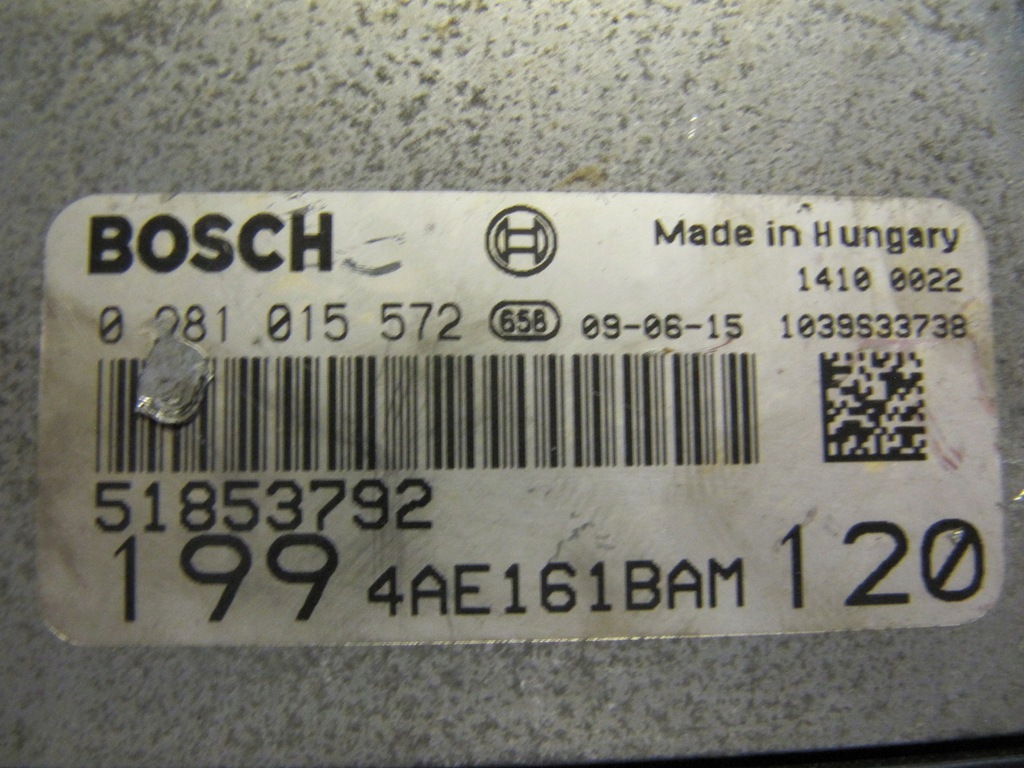 BOSCH
Made in Hungary
1410 0022
0 281 015 572 658 09-06-15 1039S33738
51853792
199 4AE161BAM 120